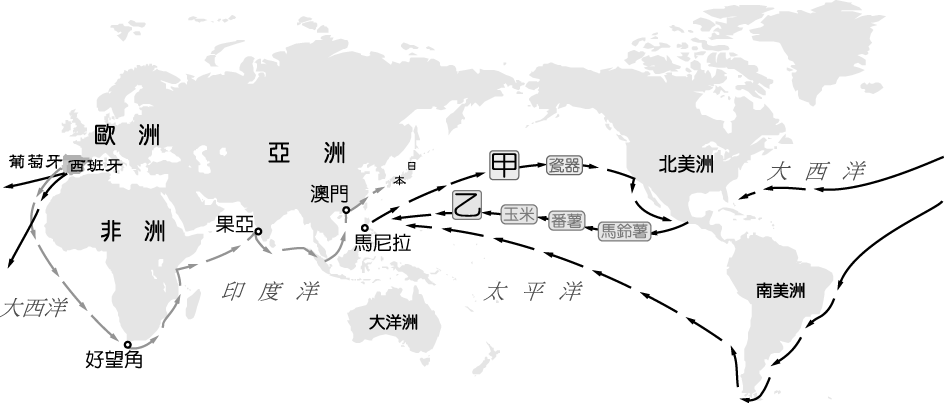 歐洲
葡萄牙
西班牙
亞洲
日本
甲
瓷器
北美洲
大西洋
澳門
乙
玉米
番薯
馬鈴薯
非洲
果亞
馬尼拉
大西洋
印度洋
太平洋
南美洲
大洋洲
好望角